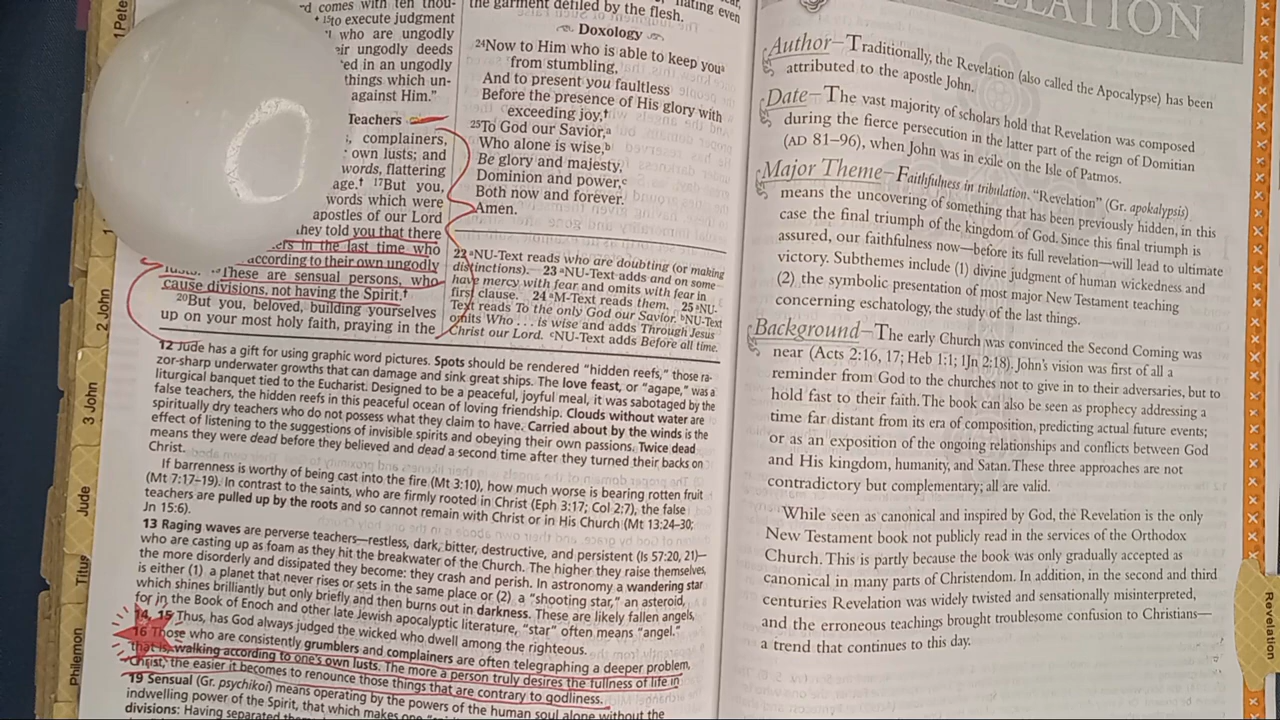 1 Pete
2 John
3 John
Jude
Titus
Philemon
d comes with ten thou-
15to execute judgment
who are ungodly
eir ungodly deeds
ed in an ungodly
things which un-
against Him."
Teachers
complainers,
own lusts; and
words, flattering
age.† 17But you,
words which were
apostles of our Lord
they told you that there
ers in the last time who
according to their own ungodly
lusts. These are sensual persons, who
cause divisions, not having the Spirit.†
20But you, beloved, building yourselves
up on your most holy faith, praying in the
hating even
the garment defiled by the flesh.
Doxology
24Now to Him who is able to keep youa
from stumbling,
And to present you faultless
Before the presence of His glory with
exceeding joy,†
25To God our Savior,a
Who alone is wise,b
Be glory and majesty,
Dominion and power,c
Both now and forever.
Amen.
22 aNU-Text reads who are doubting (or making
distinctions). 23 aNU-Text adds and on some
have mercy with fear and omits with fear in
first clause. 24 aM-Text reads them. 25 aNU-
Text reads To the only God our Savior. bNU-Text
omits Who . . . is wise and adds Through Jesus
Christ our Lord. cNU-Text adds Before all time.
12 Jude has a gift for using graphic word pictures. Spots should be rendered "hidden reefs," those ra-
zor-sharp underwater growths that can damage and sink great ships. The love feast, or "agape," was a
liturgical banquet tied to the Eucharist. Designed to be a peaceful, joyful meal, it was sabotaged by the
false teachers, the hidden reefs in this peaceful ocean of loving friendship. Clouds without water are
spiritually dry teachers who do not possess what they claim to have. Carried about by the winds is the
effect of listening to the suggestions of invisible spirits and obeying their own passions. Twice dead
means they were dead before they believed and dead a second time after they turned their backs on
Christ.
If barrenness is worthy of being cast into the fire (Mt 3:10), how much worse is bearing rotten fruit
(Mt 7:17–19). In contrast to the saints, who are firmly rooted in Christ (Eph 3:17; Col 2:7), the false
teachers are pulled up by the roots and so cannot remain with Christ or in His Church (Mt 13:24–30;
Jn 15:6).
13 Raging waves are perverse teachers—restless, dark, bitter, destructive, and persistent (Is 57:20, 21)—
who are casting up as foam as they hit the breakwater of the Church. The higher they raise themselves,
the more disorderly and dissipated they become: they crash and perish. In astronomy a wandering star
is either (1) a planet that never rises or sets in the same place or (2) a "shooting star," an asteroid,
which shines brilliantly but only briefly and then burns out in darkness. These are likely fallen angels,
for in the Book of Enoch and other late Jewish apocalyptic literature, "star" often means "angel."
14, 15 Thus, has God always judged the wicked who dwell among the righteous.
16 Those who are consistently grumblers and complainers are often telegraphing a deeper problem,
that is, walking according to one's own lusts. The more a person truly desires the fullness of life in
Christ, the easier it becomes to renounce those things that are contrary to godliness.
19 Sensual (Gr. psychikoi) means operating by the powers of the human soul alone without the
indwelling power of the Spirit, that which makes one
divisions: Having separated
ELATION
Author—Traditionally, the Revelation (also called the Apocalypse) has been
attributed to the apostle John.
Date—The vast majority of scholars hold that Revelation was composed
during the fierce persecution in the latter part of the reign of Domitian
(AD 81–96), when John was in exile on the Isle of Patmos.
Major Theme—Faithfulness in tribulation. "Revelation" (Gr. apokalypsis)
means the uncovering of something that has been previously hidden, in this
case the final triumph of the kingdom of God. Since this final triumph is
assured, our faithfulness now—before its full revelation—will lead to ultimate
victory. Subthemes include (1) divine judgment of human wickedness and
(2) the symbolic presentation of most major New Testament teaching
concerning eschatology, the study of the last things.
Background—The early Church was convinced the Second Coming was
near (Acts 2:16, 17; Heb 1:1; 1Jn 2:18). John's vision was first of all a
reminder from God to the churches not to give in to their adversaries, but to
hold fast to their faith. The book can also be seen as prophecy addressing a
time far distant from its era of composition, predicting actual future events;
or as an exposition of the ongoing relationships and conflicts between God
and His kingdom, humanity, and Satan. These three approaches are not
contradictory but complementary; all are valid.
While seen as canonical and inspired by God, the Revelation is the only
New Testament book not publicly read in the services of the Orthodox
Church. This is partly because the book was only gradually accepted as
canonical in many parts of Christendom. In addition, in the second and third
centuries Revelation was widely twisted and sensationally misinterpreted,
and the erroneous teachings brought troublesome confusion to Christians—
a trend that continues to this day.
Revelation